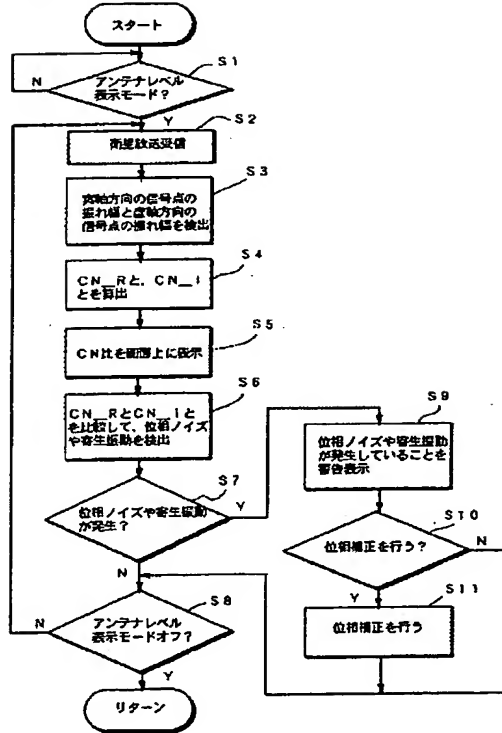 スタート
S1
アンテナレベル
表示モード?
N
Y
S2
衛星放送受信
S3
実軸方向の信号点の
振れ幅と虚軸方向の
信号点の振れ幅を検出
S4
CN_Rと、CN_I
とを算出
S5
CN比を画面上に表示
S6
CN_RとCN_Iと
を比較して、位相ノイズ
や寄生振動を検出
S7
位相ノイズや寄生振動
が発生?
Y
N
S8
アンテナレベル
表示モードオフ?
N
Y
リターン
S9
位相ノイズや寄生振動
が発生していることを
警告表示
S10
位相補正を行う?
N
Y
S11
位相補正を行う